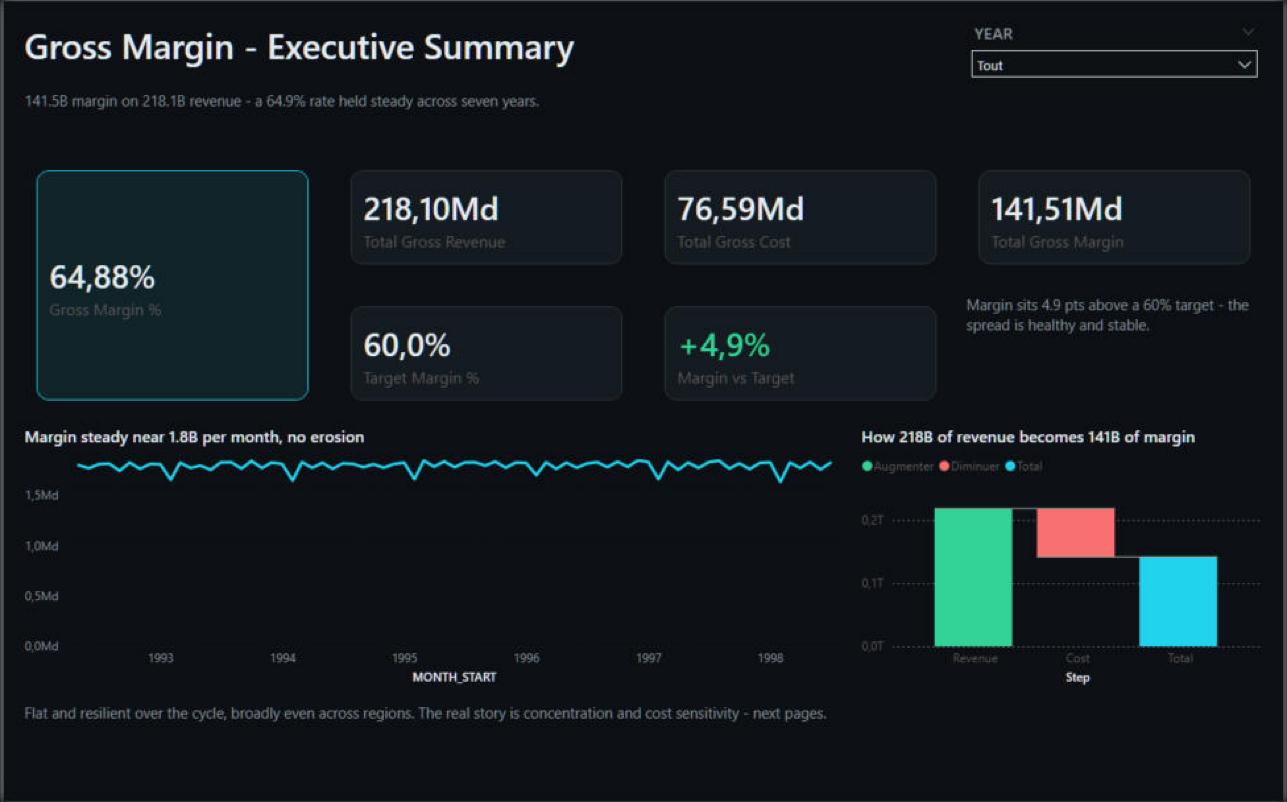 Gross Margin - Executive Summary
YEAR
Tout
141.5B margin on 218.1B revenue - a 64.9% rate held steady across seven years.
64,88%
Gross Margin %
218,10Md
Total Gross Revenue
76,59Md
Total Gross Cost
141,51Md
Total Gross Margin
60,0%
Target Margin %
+4,9%
Margin vs Target
Margin sits 4.9 pts above a 60% target - the
spread is healthy and stable.
Margin steady near 1.8B per month, no erosion
1,5Md
1,0Md
0,5Md
0,0Md
1993 1994 1995 1996 1997 1998
MONTH_START
How 218B of revenue becomes 141B of margin
Augmenter Diminuer Total
0,2T
0,1T
0,0T
Revenue Cost Total
Step
Flat and resilient over the cycle, broadly even across regions. The real story is concentration and cost sensitivity - next pages.